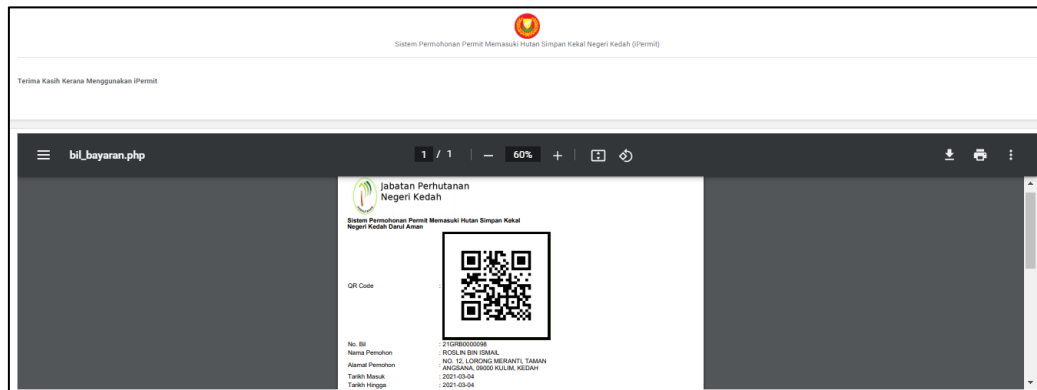 Sistem Permohonan Permit Memasuki Hutan Simpan Kekal Negeri Kedah (iPermit)
Terima Kasih Kerana Menggunakan iPermit
bil_bayaran.php
1 / 1
60%
Jabatan Perhutanan
Negeri Kedah
Sistem Permohonan Permit Memasuki Hutan Simpan Kekal
Negeri Kedah Darul Aman
QR Code :
No. Bil : 21GRB0000098
Nama Pemohon : ROSLIN BIN ISMAIL
Alamat Pemohon : NO. 12, LORONG MERANTI, TAMAN
ANGSANA, 09000 KULIM, KEDAH
Tarikh Masuk : 2021-03-04
Tarikh Hingga : 2021-03-04